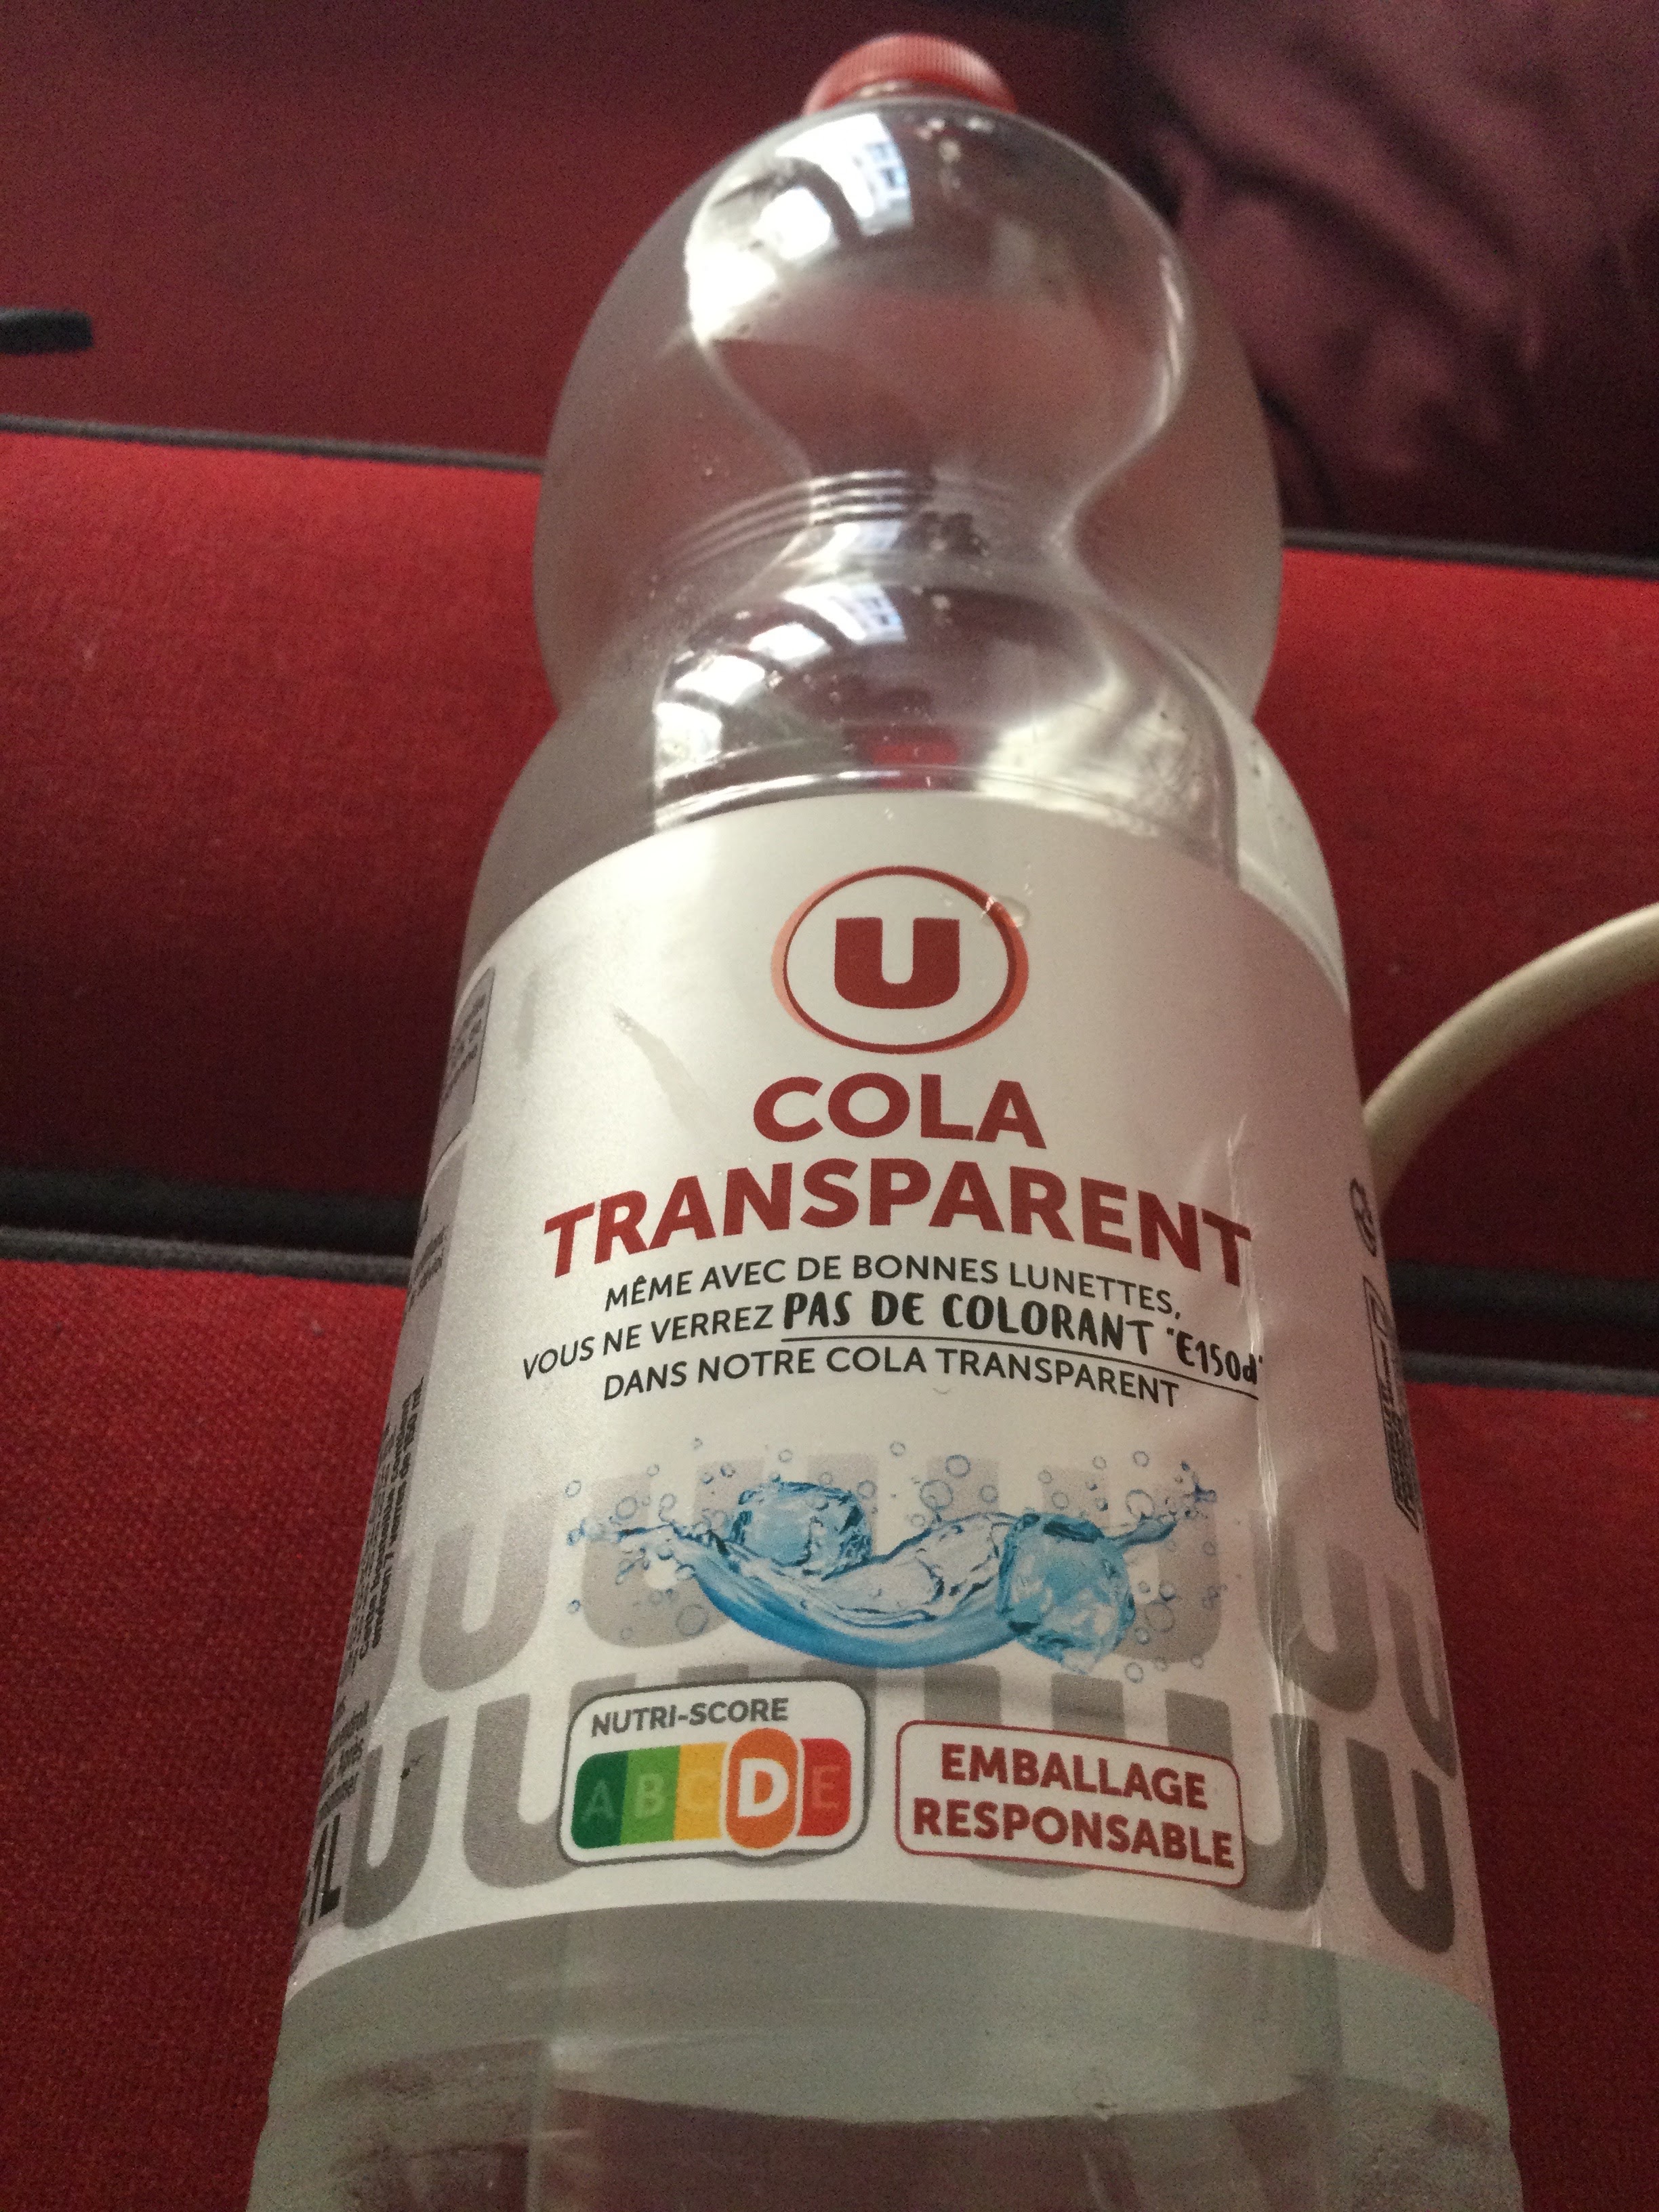 U
COLA
TRANSPARENT
MÊME AVEC DE BONNES LUNETTES,
VOUS NE VERREZ PAS DE COLORANT "E150d"
DANS NOTRE COLA TRANSPARENT
NUTRI-SCORE
A B C D E
EMBALLAGE
RESPONSABLE
1L